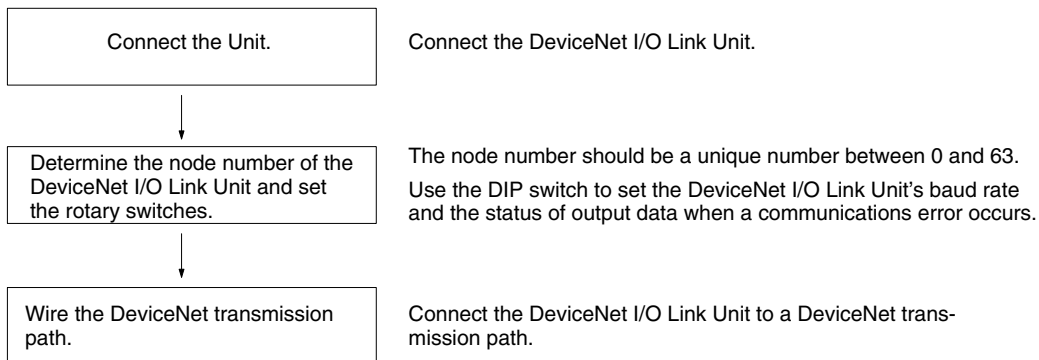 Connect the Unit.
Connect the DeviceNet I/O Link Unit.
Determine the node number of the
DeviceNet I/O Link Unit and set
the rotary switches.
The node number should be a unique number between 0 and 63.
Use the DIP switch to set the DeviceNet I/O Link Unit's baud rate
and the status of output data when a communications error occurs.
Wire the DeviceNet transmission
path.
Connect the DeviceNet I/O Link Unit to a DeviceNet trans-
mission path.